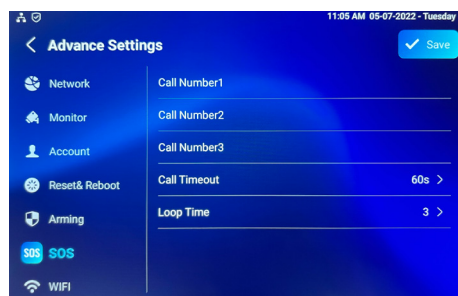 11:05 AM 05-07-2022 - Tuesday
Advance Settings
Save
Network
Call Number1
Monitor
Call Number2
Account
Call Number3
Reset& Reboot
Call Timeout 60s
Arming
Loop Time 3
SOS SOS
WIFI